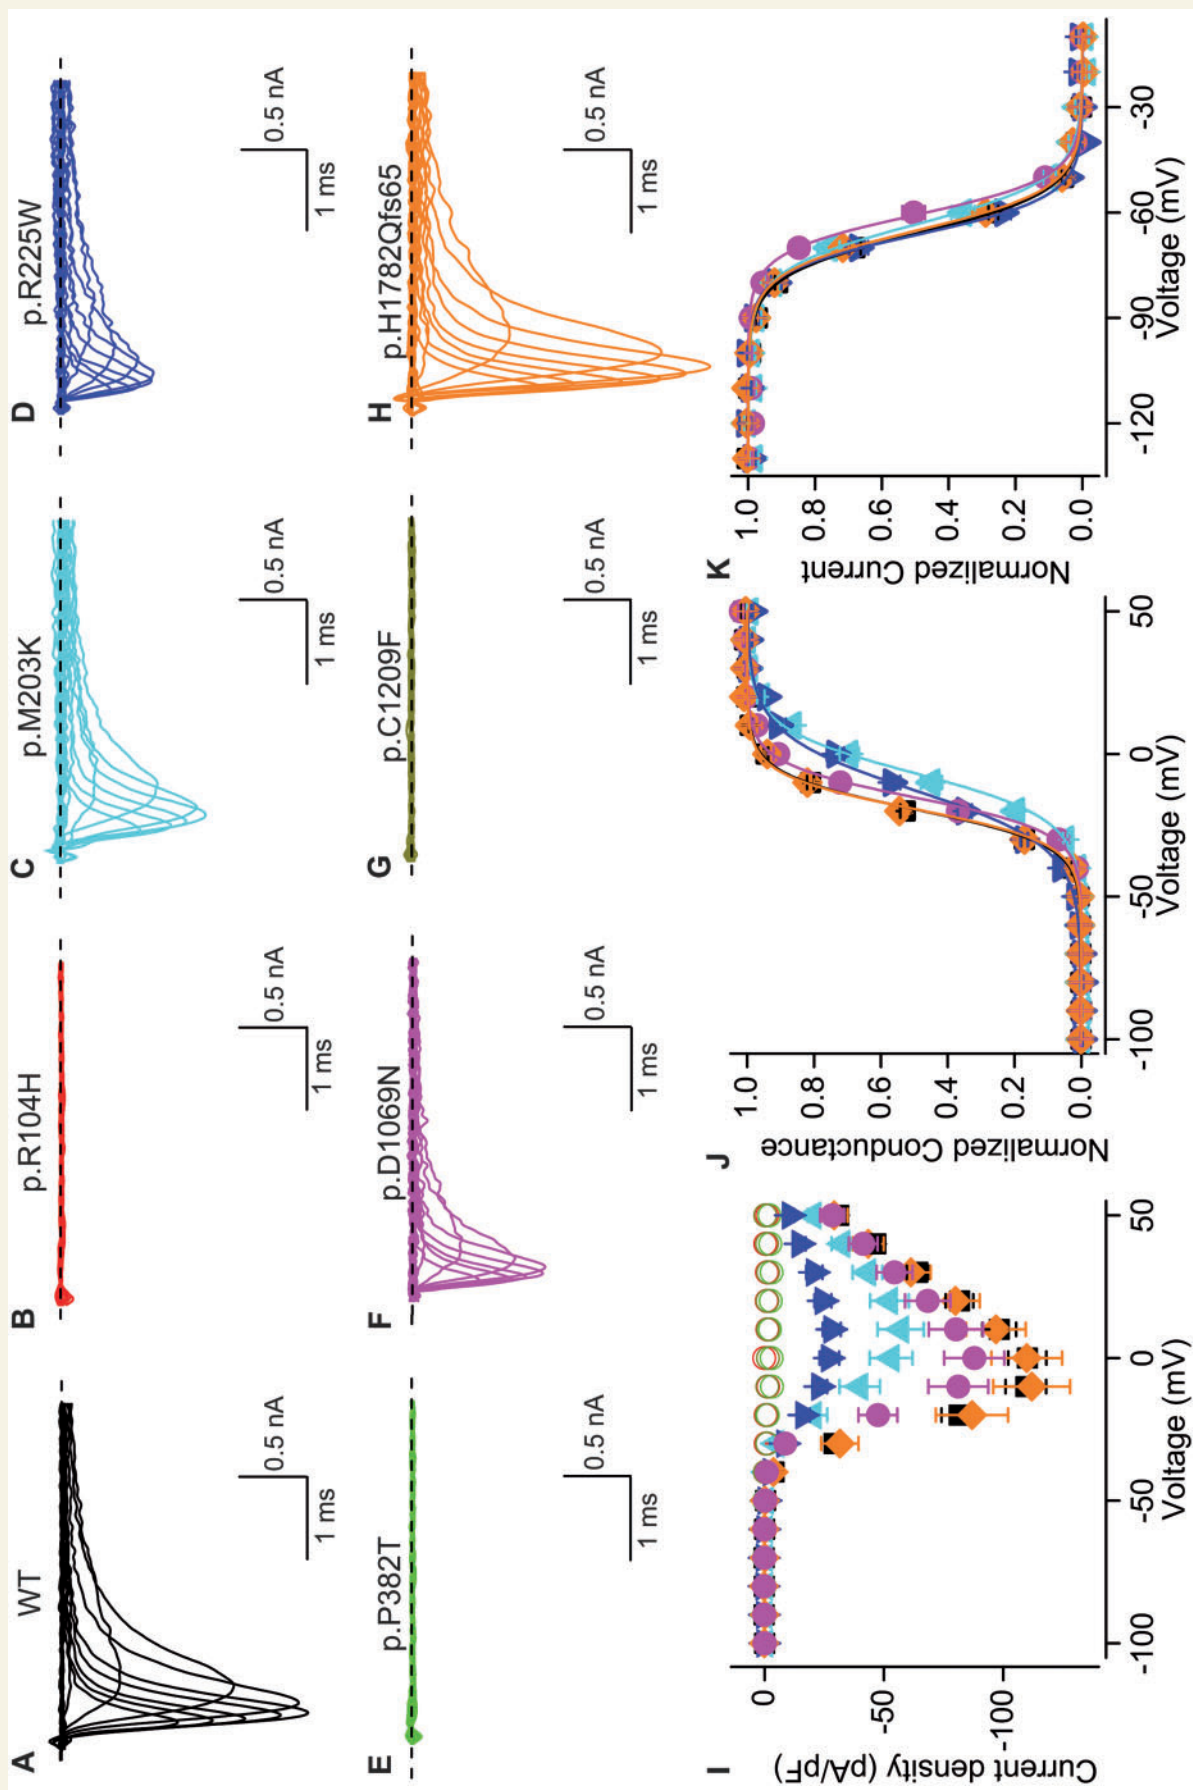 A
WT
0.5 nA
1 ms
B
p.R104H
0.5 nA
1 ms
C
p.M203K
0.5 nA
1 ms
D
p.R225W
0.5 nA
1 ms
E
p.P382T
0.5 nA
1 ms
F
p.D1069N
0.5 nA
1 ms
G
p.C1209F
0.5 nA
1 ms
H
p.H1782Qfs65
0.5 nA
1 ms
I
Current density (pA/pF)
0
-50
-100
-100
-50
0
50
Voltage (mV)
J
Normalized Conductance
1.0
0.8
0.6
0.4
0.2
0.0
-100
-50
0
50
Voltage (mV)
K
Normalized Current
1.0
0.8
0.6
0.4
0.2
0.0
-120
-90
-60
-30
Voltage (mV)